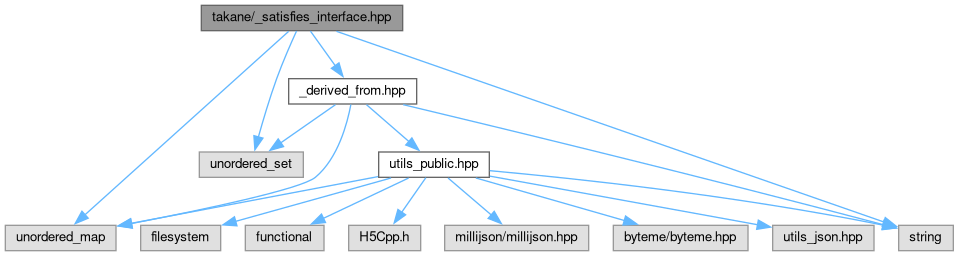 takane/_satisfies_interface.hpp
_derived_from.hpp
unordered_set
utils_public.hpp
unordered_map
filesystem
functional
H5Cpp.h
millijson/millijson.hpp
byteme/byteme.hpp
utils_json.hpp
string